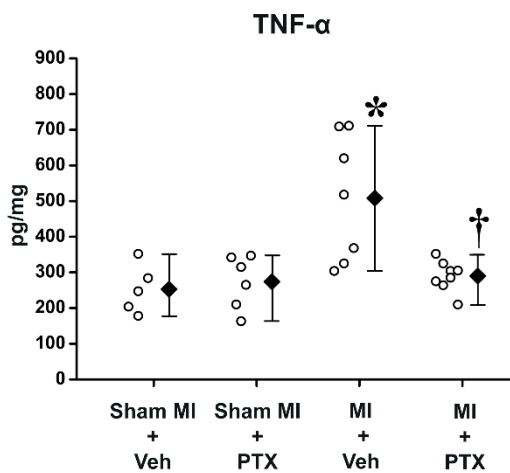 TNF-α
pg/mg
900
800
700
600
500
400
300
200
100
0
*
†
Sham MI
+
Veh
Sham MI
+
PTX
MI
+
Veh
MI
+
PTX